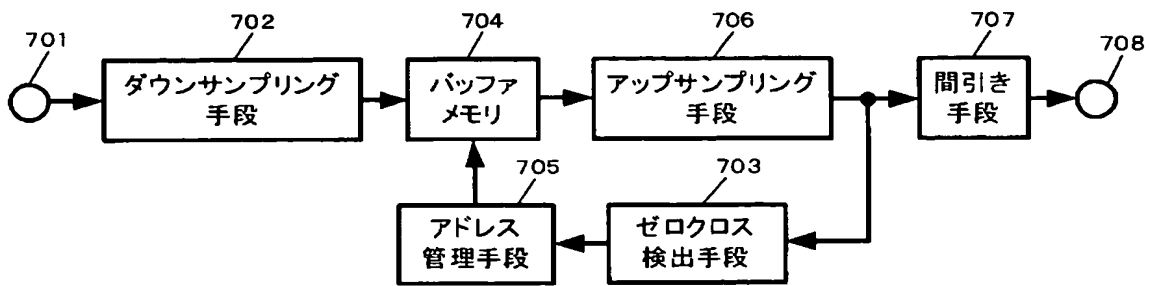 701
702
ダウンサンプリング
手段
704
バッファ
メモリ
706
アップサンプリング
手段
707
間引き
手段
708
705
アドレス
管理手段
703
ゼロクロス
検出手段